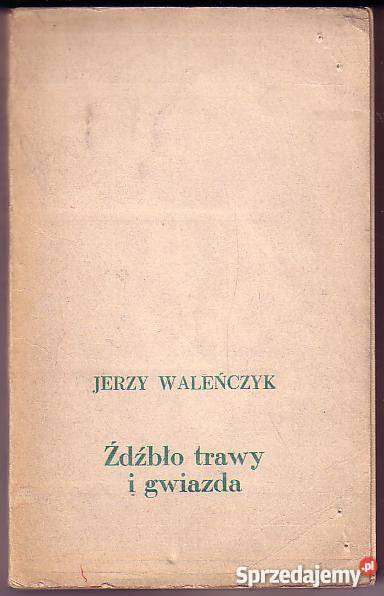 JERZY WALEŃCZYK
Źdźbło trawy
i gwiazda
Sprzedajemy.pl